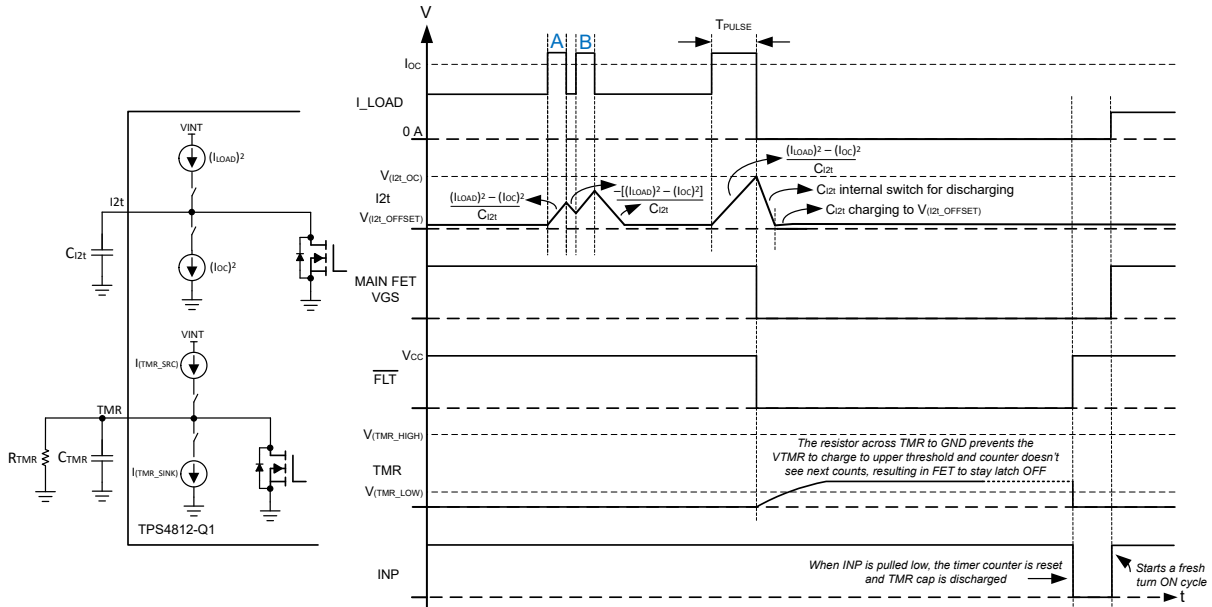 VINT
(ILOAD)²
I2t
CI2t
(IOC)²
VINT
I(TMR_SRC)
TMR
RTMR
CTMR
I(TMR_SINK)
TPS4812-Q1
V
TPULSE
A
B
IOC
I_LOAD
0 A
V(I2t_OC)
I2t
V(I2t_OFFSET)
(ILOAD)² – (IOC)²
CI2t
-[(ILOAD)² – (IOC)²]
CI2t
(ILOAD)² – (IOC)²
CI2t
CI2t internal switch for discharging
CI2t charging to V(I2t_OFFSET)
MAIN FET
VGS
VCC
FLT
V(TMR_HIGH)
TMR
V(TMR_LOW)
The resistor across TMR to GND prevents the
VTMR to charge to upper threshold and counter doesn't
see next counts, resulting in FET to stay latch OFF
INP
When INP is pulled low, the timer counter is reset
and TMR cap is discharged
Starts a fresh
turn ON cycle
t